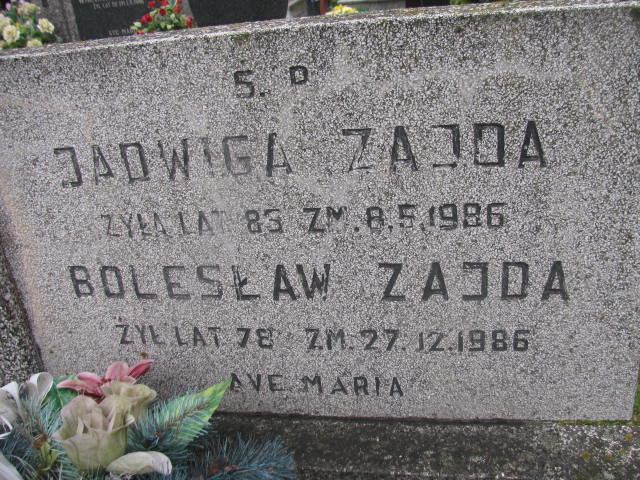 Ś. P
JADWIGA ZAJDA
ŻYŁA LAT 83 ZM. 8.5.1986
BOLESŁAW ZAJDA
ŻYŁ LAT 78 ZM. 27.12.1986
AVE MARIA